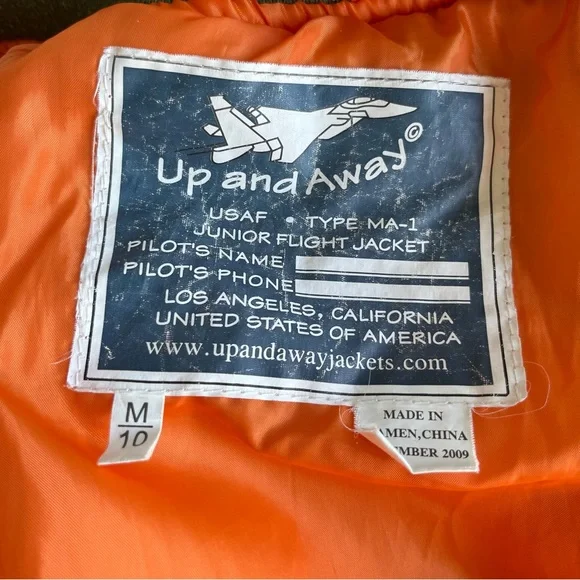 Up and Away©
USAF • TYPE MA-1
JUNIOR FLIGHT JACKET
PILOT'S NAME
PILOT'S PHONE
LOS ANGELES, CALIFORNIA
UNITED STATES OF AMERICA
www.upandawayjackets.com
M
10
MADE IN
AMEN, CHINA
MBER 2009